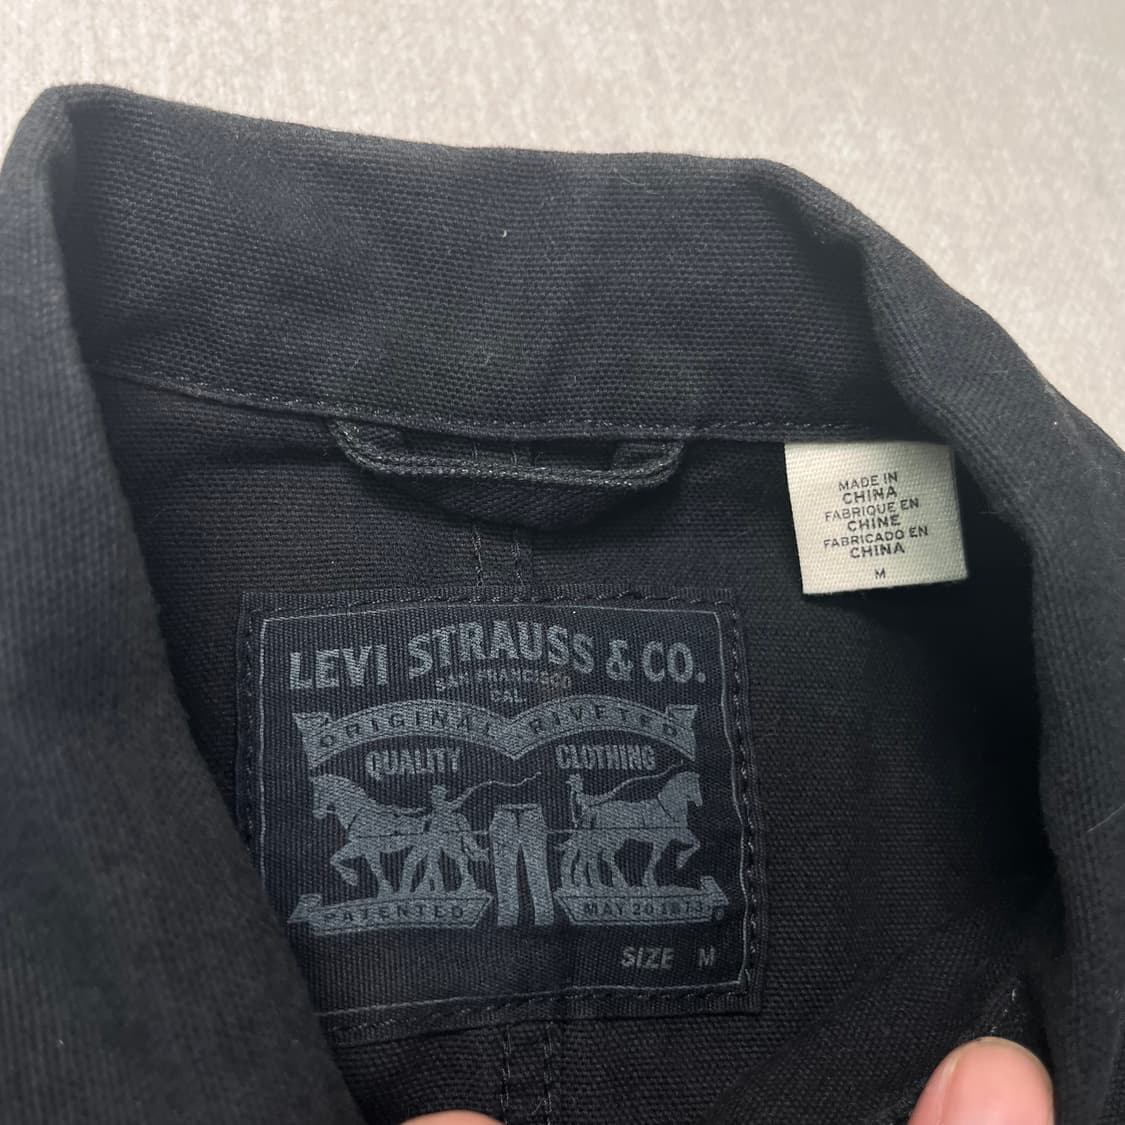 LEVI STRAUSS & CO.
SAN FRANCISCO
CAL
ORIGINAL RIVETED
QUALITY CLOTHING
PATENTED MAY 20 1873
SIZE M
MADE IN
CHINA
FABRIQUE EN
CHINE
FABRICADO EN
CHINA
M